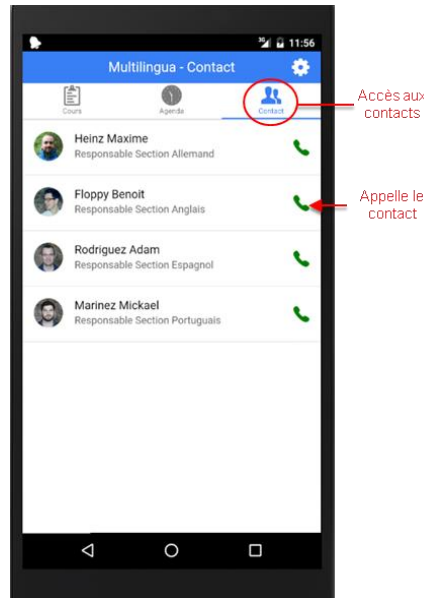 3G 11:56
Multilingua - Contact
Cours Agenda Contact
Accès aux
contacts
Heinz Maxime
Responsable Section Allemand
Floppy Benoit
Responsable Section Anglais
Appelle le
contact
Rodriguez Adam
Responsable Section Espagnol
Marinez Mickael
Responsable Section Portuguais